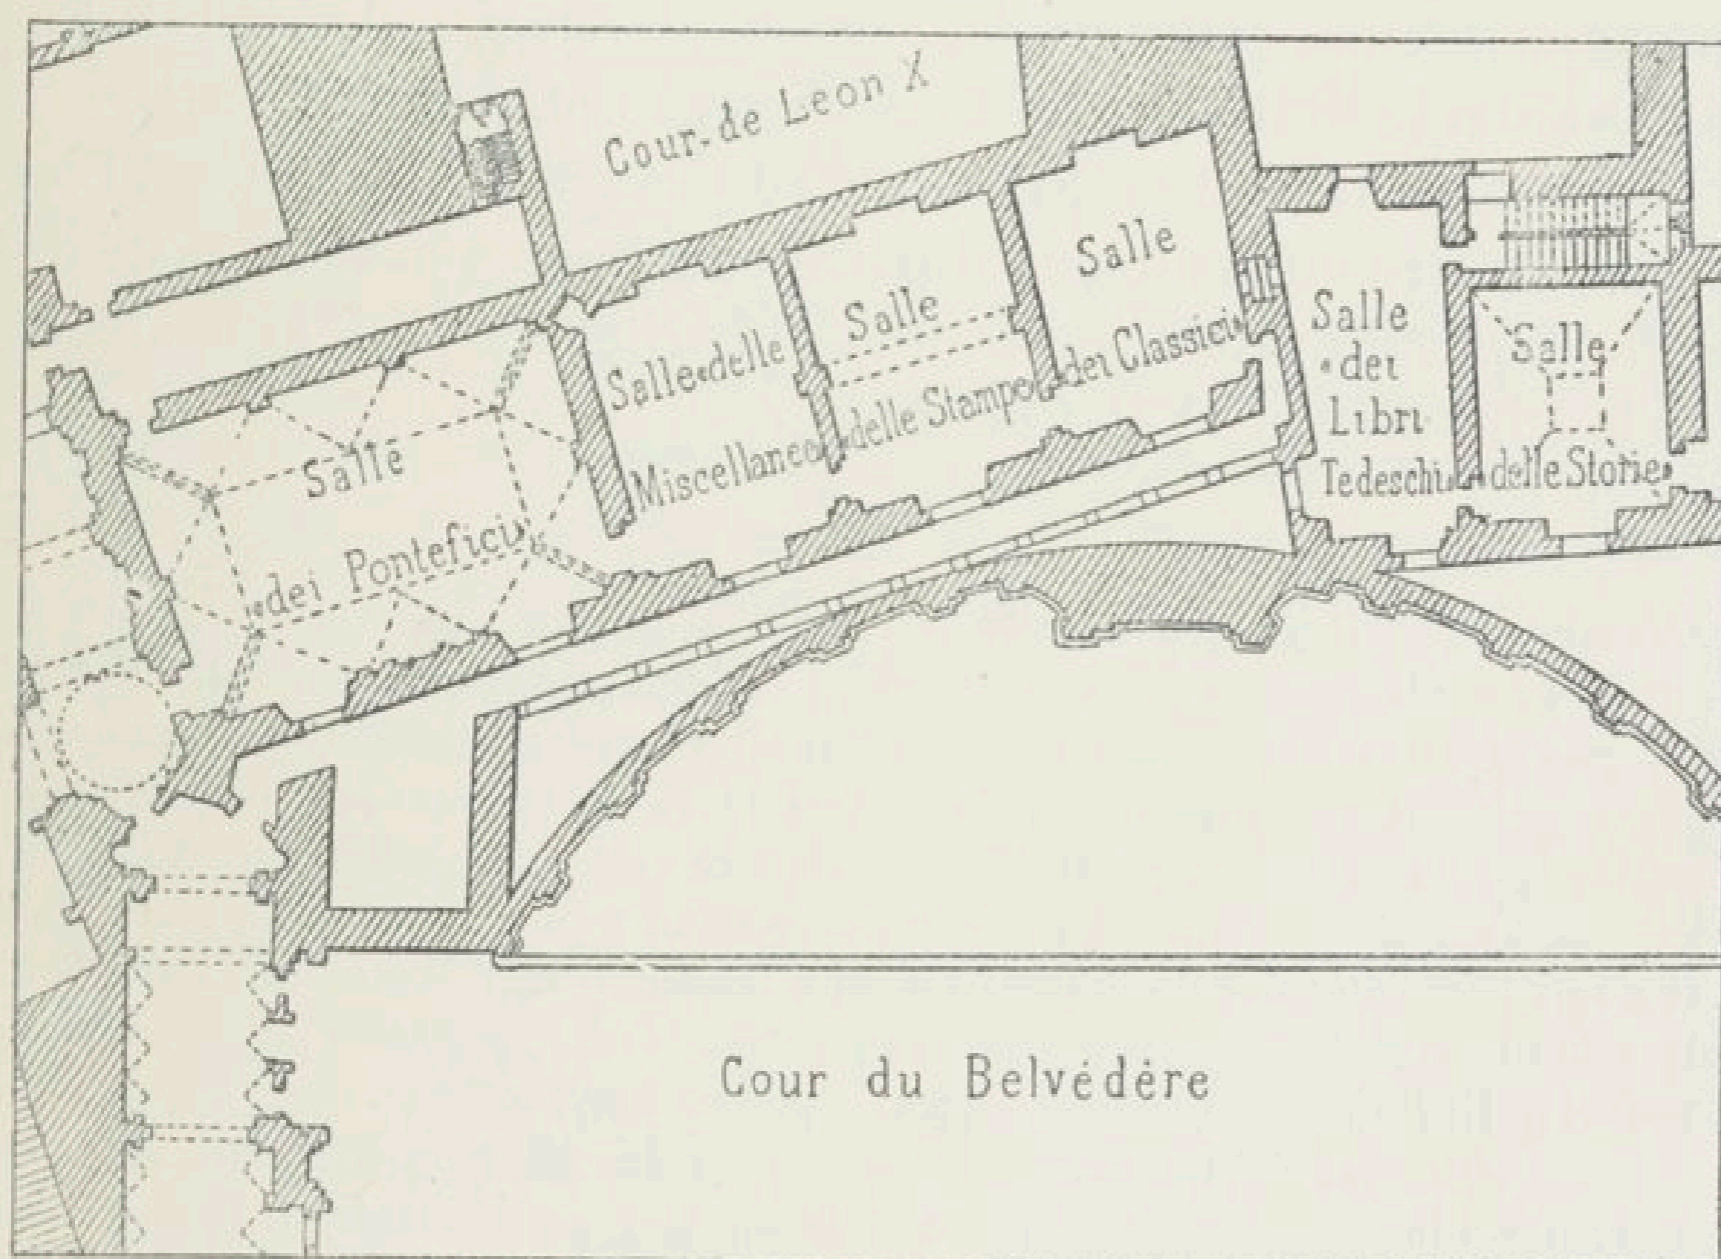 Cour de Leon X
Salle
dei Pontefici
Salle delle
Miscellanee
Salle
delle Stampe
Salle
dei Classici
Salle
dei
Libri
Tedeschi
Salle
delle Storie
Cour du Belvédère